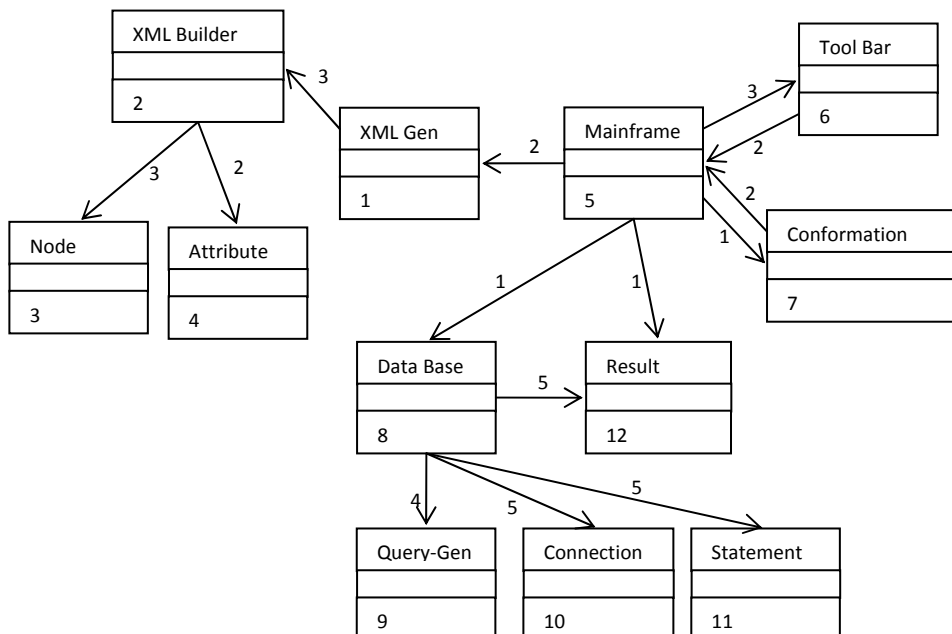 XML Builder
2
3
XML Gen
1
2
Mainframe
5
3
2
Tool Bar
6
2
1
Conformation
7
3
2
Node
3
Attribute
4
1
1
Data Base
8
5
Result
12
4
5
5
Query-Gen
9
Connection
10
Statement
11